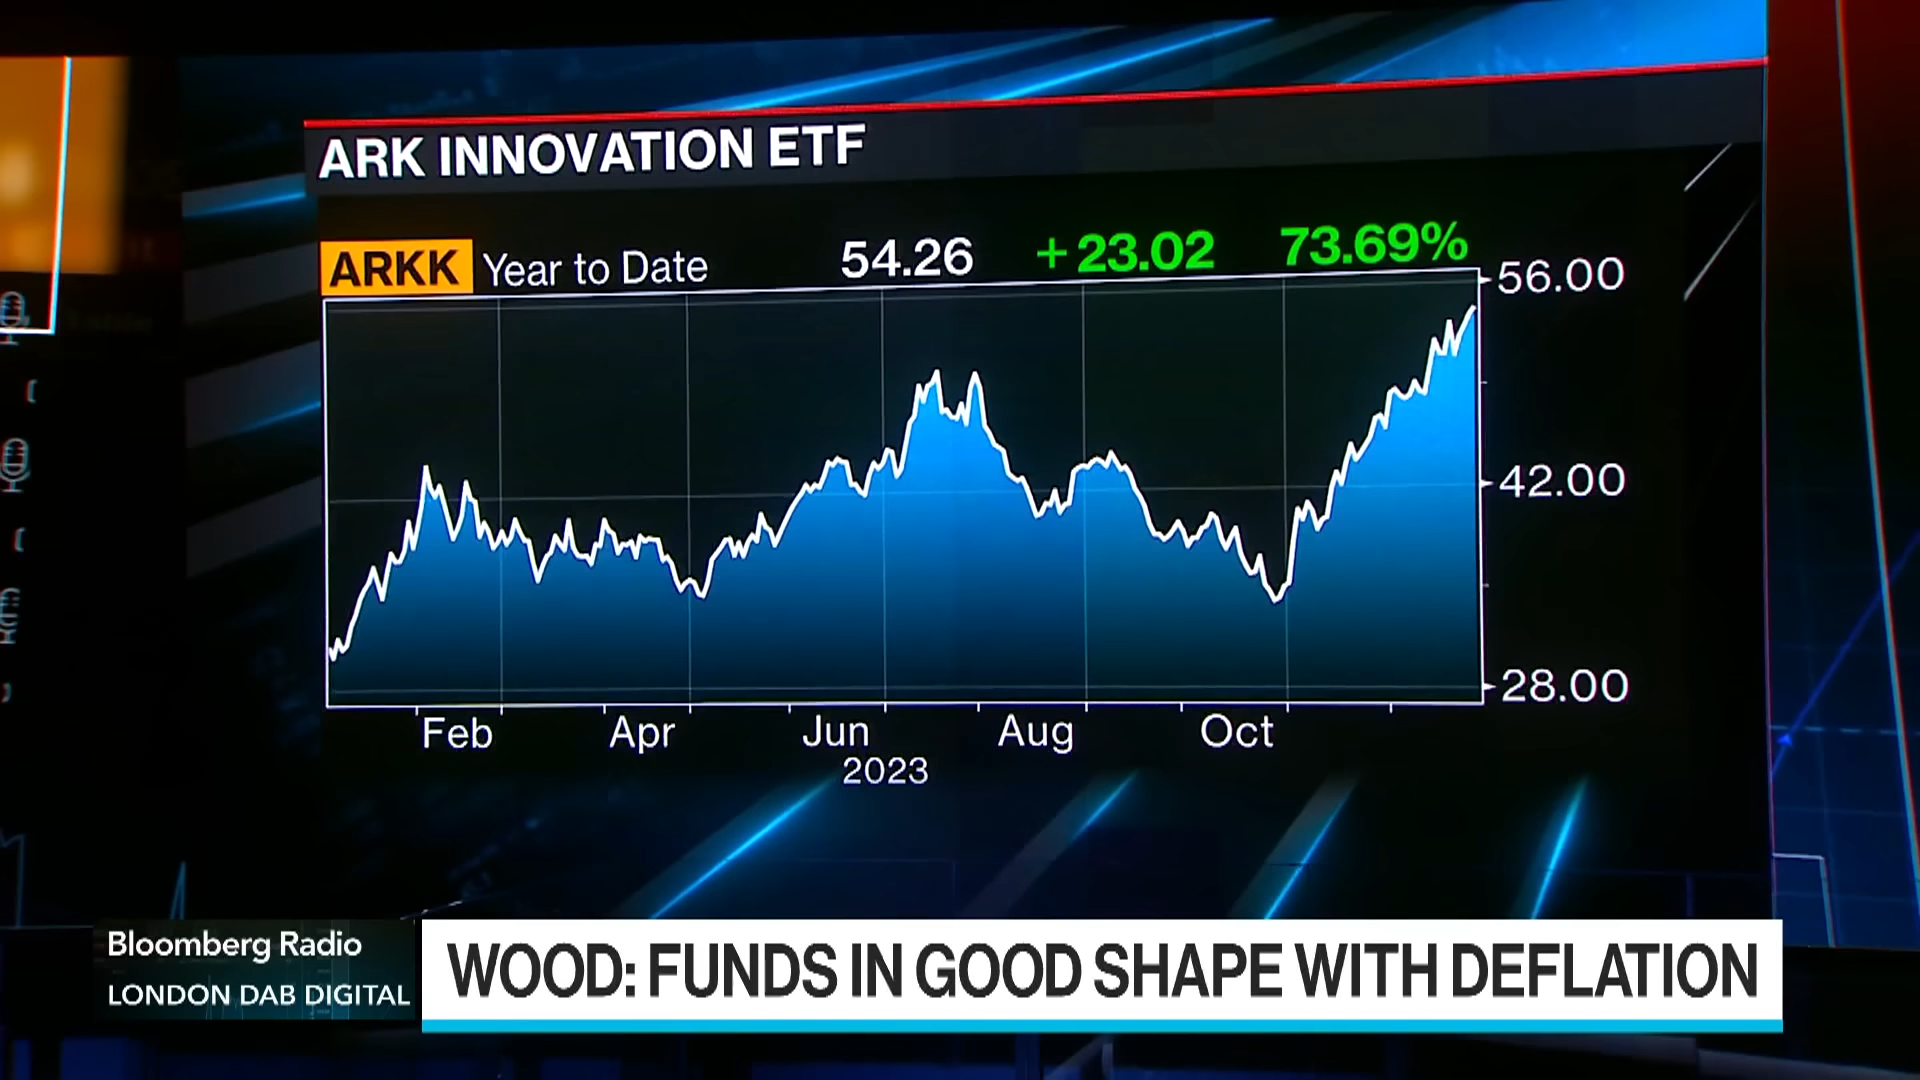 ARK INNOVATION ETF
ARKK Year to Date 54.26 +23.02 73.69%
56.00
42.00
28.00
Feb Apr Jun Aug Oct
2023
Bloomberg Radio
LONDON DAB DIGITAL
WOOD: FUNDS IN GOOD SHAPE WITH DEFLATION